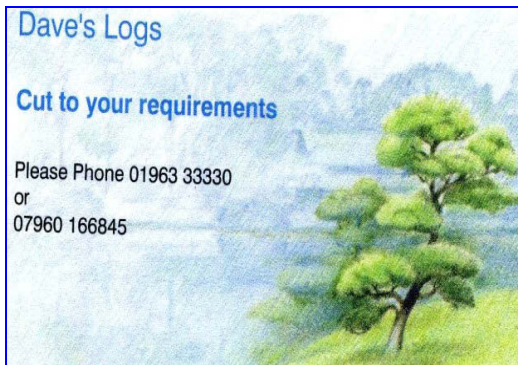 Dave's Logs
Cut to your requirements
Please Phone 01963 33330
or
07960 166845